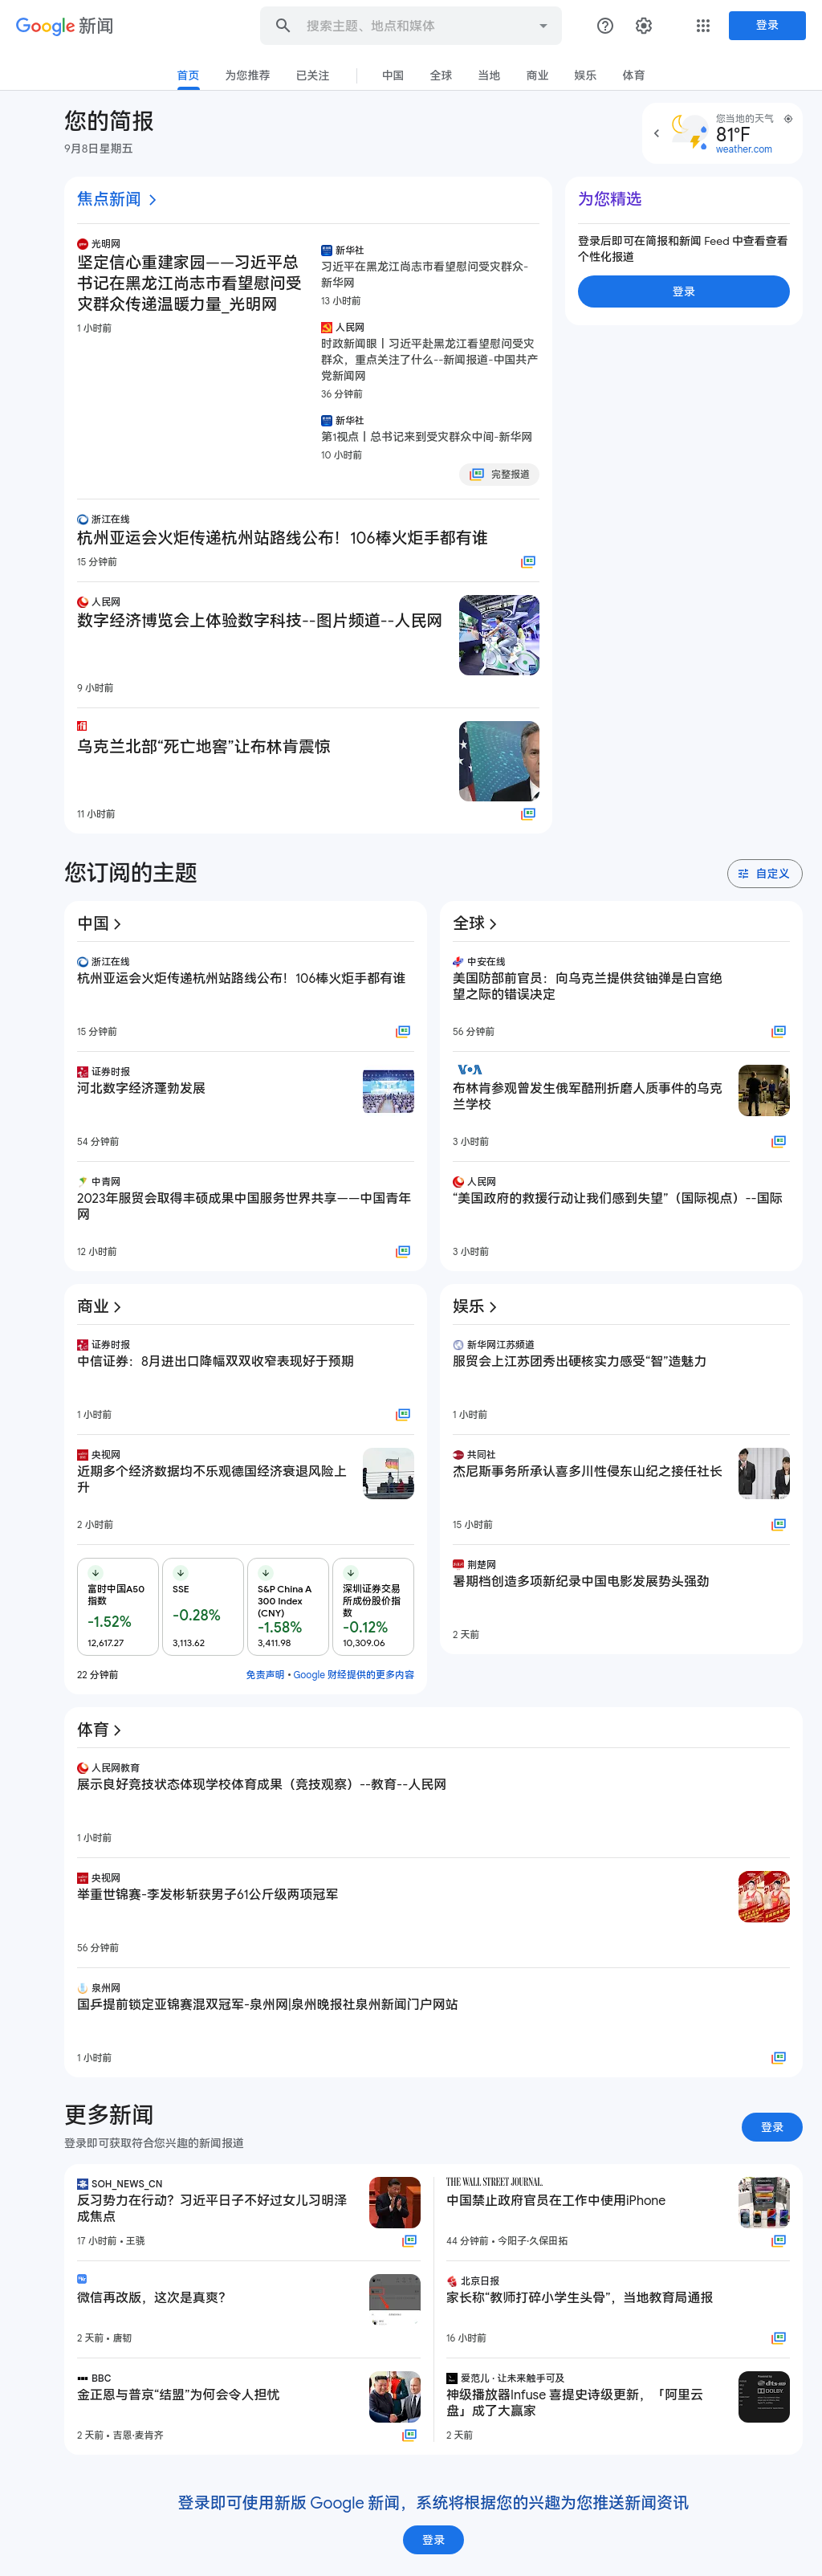 Google 新闻
搜索主题、地点和媒体
登录
首页
为您推荐
已关注
中国
全球
当地
商业
娱乐
体育
您的简报
9月8日星期五
您当地的天气
81°F
weather.com
焦点新闻
光明网
坚定信心重建家园——习近平总
书记在黑龙江尚志市看望慰问受
灾群众传递温暖力量_光明网
1 小时前
新华社
习近平在黑龙江尚志市看望慰问受灾群众-
新华网
13 小时前
人民网
时政新闻眼丨习近平赴黑龙江看望慰问受灾
群众，重点关注了什么--新闻报道-中国共产
党新闻网
36 分钟前
新华社
第1视点丨总书记来到受灾群众中间-新华网
10 小时前
完整报道
浙江在线
杭州亚运会火炬传递杭州站路线公布！106棒火炬手都有谁
15 分钟前
人民网
数字经济博览会上体验数字科技--图片频道--人民网
9 小时前
乌克兰北部“死亡地窖”让布林肯震惊
11 小时前
为您精选
登录后即可在简报和新闻 Feed 中查看查看
个性化报道
登录
您订阅的主题
自定义
中国
浙江在线
杭州亚运会火炬传递杭州站路线公布！106棒火炬手都有谁
15 分钟前
证券时报
河北数字经济蓬勃发展
54 分钟前
中青网
2023年服贸会取得丰硕成果中国服务世界共享——中国青年
网
12 小时前
全球
中安在线
美国防部前官员：向乌克兰提供贫铀弹是白宫绝
望之际的错误决定
56 分钟前
VOA
布林肯参观曾发生俄军酷刑折磨人质事件的乌克
兰学校
3 小时前
人民网
“美国政府的救援行动让我们感到失望”（国际视点）--国际
3 小时前
商业
证券时报
中信证券：8月进出口降幅双双收窄表现好于预期
1 小时前
央视网
近期多个经济数据均不乐观德国经济衰退风险上
升
2 小时前
富时中国A50
指数
-1.52%
12,617.27
SSE
-0.28%
3,113.62
S&P China A
300 Index
(CNY)
-1.58%
3,411.98
深圳证券交易
所成份股价指
数
-0.12%
10,309.06
22 分钟前
免责声明 • Google 财经提供的更多内容
娱乐
新华网江苏频道
服贸会上江苏团秀出硬核实力感受“智”造魅力
1 小时前
共同社
杰尼斯事务所承认喜多川性侵东山纪之接任社长
15 小时前
荆楚网
暑期档创造多项新纪录中国电影发展势头强劲
2 天前
体育
人民网教育
展示良好竞技状态体现学校体育成果（竞技观察）--教育--人民网
1 小时前
央视网
举重世锦赛-李发彬斩获男子61公斤级两项冠军
56 分钟前
泉州网
国乒提前锁定亚锦赛混双冠军-泉州网|泉州晚报社泉州新闻门户网站
1 小时前
更多新闻
登录即可获取符合您兴趣的新闻报道
登录
SOH_NEWS_CN
反习势力在行动？习近平日子不好过女儿习明泽
成焦点
17 小时前 • 王骁
微信再改版，这次是真爽？
2 天前 • 唐韧
BBC
金正恩与普京“结盟”为何会令人担忧
2 天前 • 吉恩·麦肯齐
THE WALL STREET JOURNAL.
中国禁止政府官员在工作中使用iPhone
44 分钟前 • 今阳子·久保田拓
北京日报
家长称“教师打碎小学生头骨”，当地教育局通报
16 小时前
爱范儿 · 让未来触手可及
神级播放器Infuse 喜提史诗级更新，「阿里云
盘」成了大赢家
2 天前
登录即可使用新版 Google 新闻，系统将根据您的兴趣为您推送新闻资讯
登录